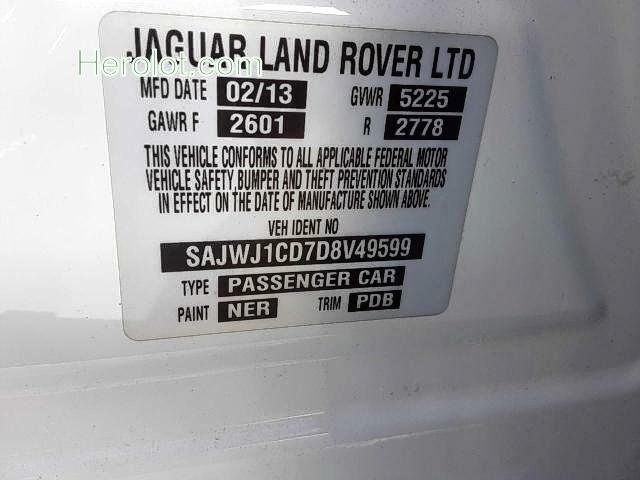 JAGUAR LAND ROVER LTD
Herolot.com
MFD DATE 02/13 GVWR 5225
GAWR F 2601 R 2778
THIS VEHICLE CONFORMS TO ALL APPLICABLE FEDERAL MOTOR
VEHICLE SAFETY,BUMPER AND THEFT PREVENTION STANDARDS
IN EFFECT ON THE DATE OF MANUFACTURE SHOWN ABOVE.
VEH IDENT NO
SAJWJ1CD7D8V49599
TYPE PASSENGER CAR
PAINT NER TRIM PDB